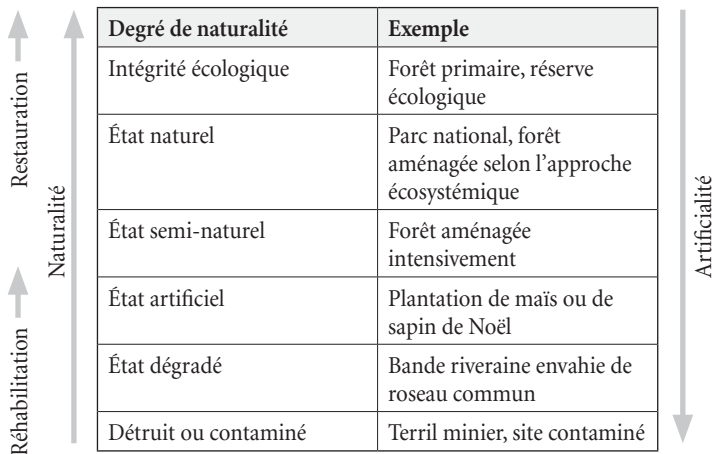 Degré de naturalité Exemple
Intégrité écologique Forêt primaire, réserve
écologique
État naturel Parc national, forêt
aménagée selon l'approche
écosystémique
État semi-naturel Forêt aménagée
intensivement
État artificiel Plantation de maïs ou de
sapin de Noël
État dégradé Bande riveraine envahie de
roseau commun
Détruit ou contaminé Terril minier, site contaminé
Restauration
Réhabilitation
Naturalité
Artificialité